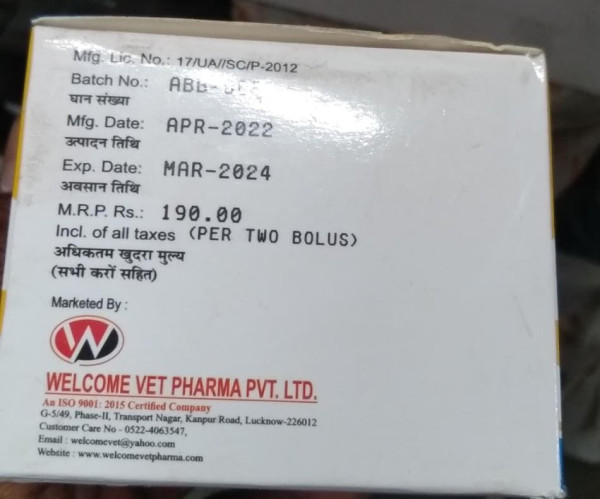 Mfg. Lic. No.: 17/UA//SC/P-2012
Batch No.:
घान संख्या
Mfg. Date: APR-2022
उत्पादन तिथि
Exp. Date: MAR-2024
अवसान तिथि
M.R.P. Rs.: 190.00
Incl. of all taxes (PER TWO BOLUS)
अधिकतम खुदरा मुल्य
(सभी करों सहित)
Marketed By :
W
WELCOME VET PHARMA PVT. LTD.
An ISO 9001: 2015 Certified Company
G-5/49, Phase-II, Transport Nagar, Kanpur Road, Lucknow-226012
Customer Care No - 0522-4063547,
Email : welcomevet@yahoo.com
Website : www.welcomevetpharma.com